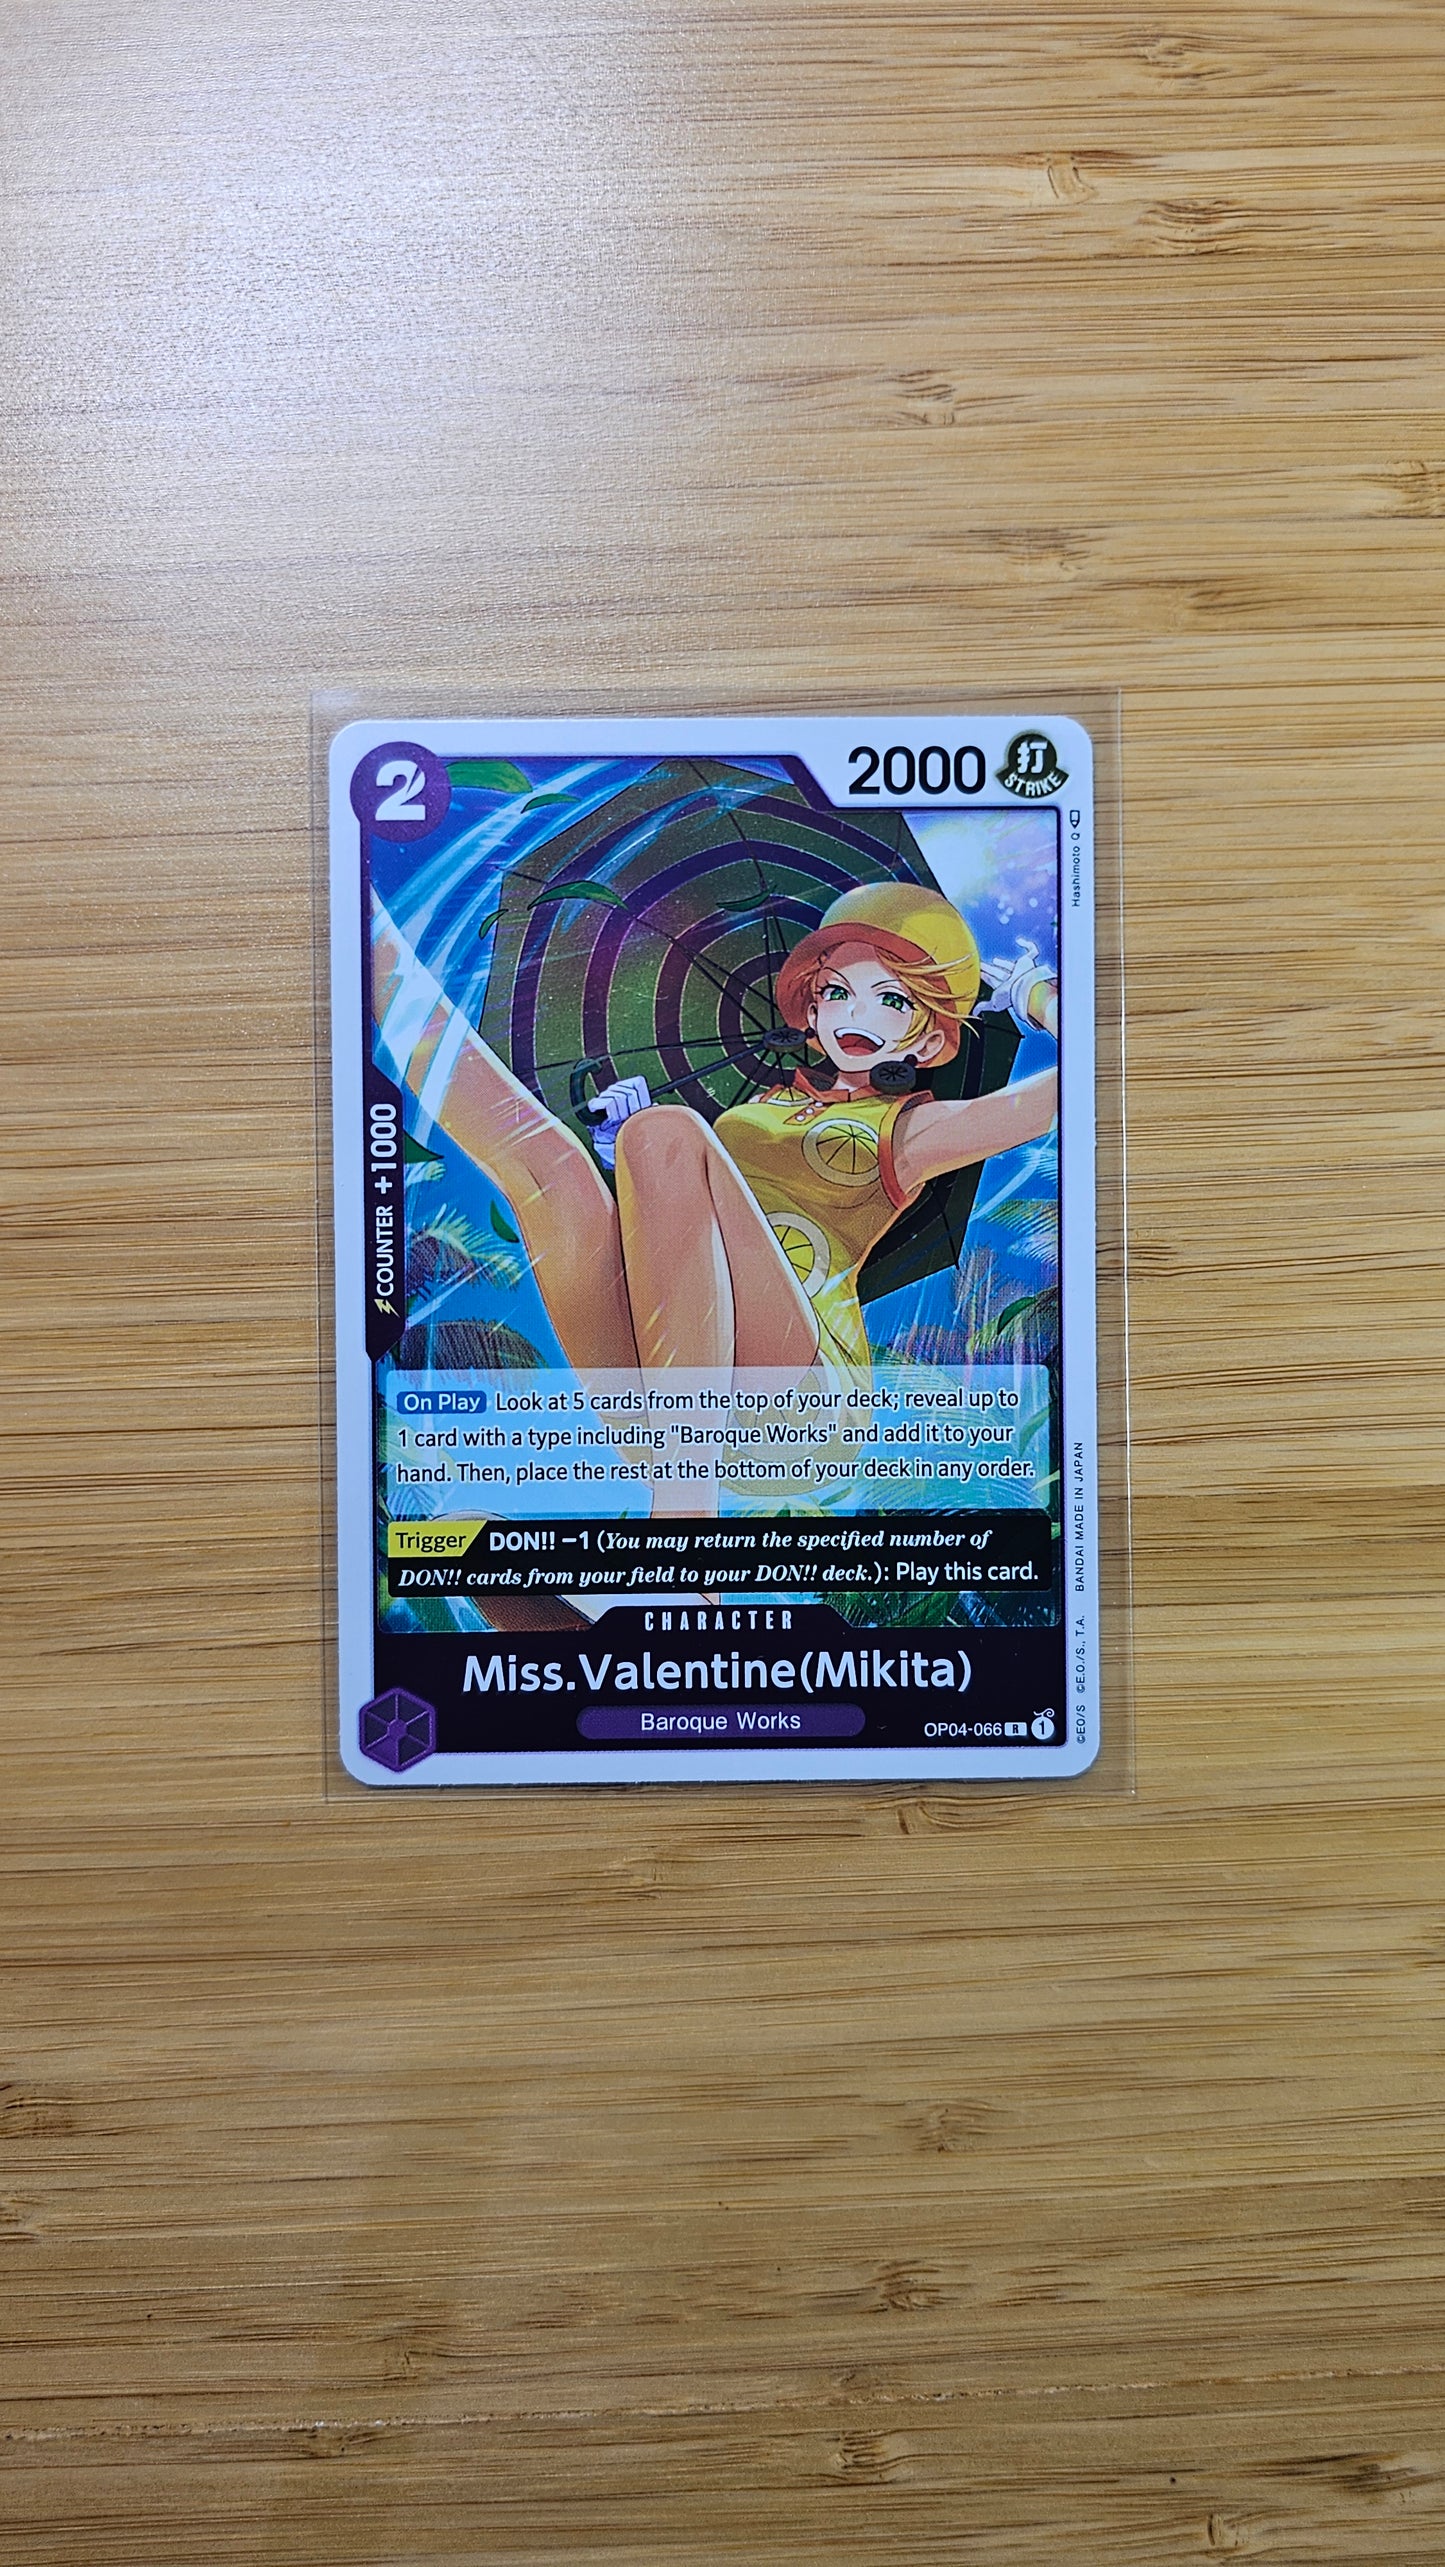 2
2000
打
STRIKE
Hashimoto Q
COUNTER +1000
On Play Look at 5 cards from the top of your deck; reveal up to
1 card with a type including "Baroque Works" and add it to your
hand. Then, place the rest at the bottom of your deck in any order.
Trigger DON!! −1 (You may return the specified number of
DON!! cards from your field to your DON!! deck.): Play this card.
CHARACTER
Miss.Valentine(Mikita)
Baroque Works
OP04-066 R 1
©EO/S ©E.O./S., T.A. BANDAI MADE IN JAPAN